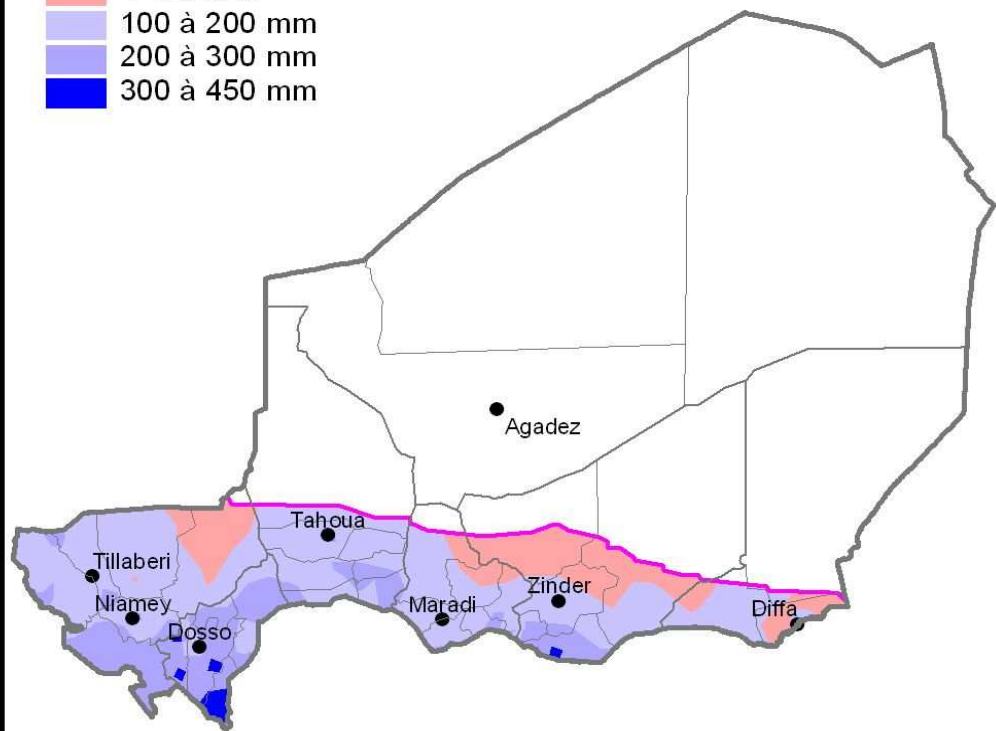 100 à 200 mm
200 à 300 mm
300 à 450 mm
Agadez
Tahoua
Tillaberi
Zinder
Niamey
Maradi
Diffa
Dosso